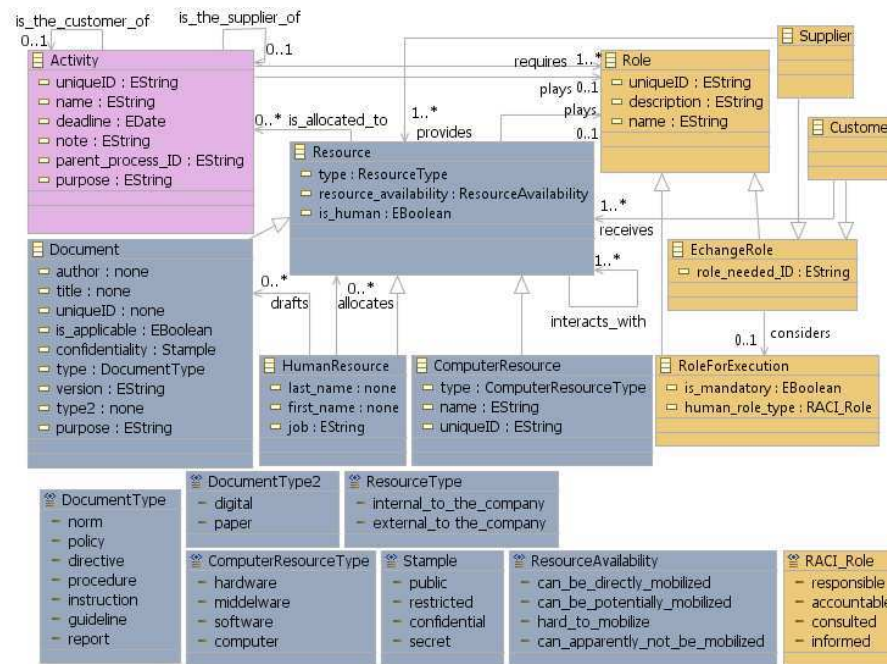 is_the_customer_of
is_the_supplier_of
0..1
0..1
Activity
uniqueID : EString
name : EString
deadline : EDate
note : EString
parent_process_ID : EString
purpose : EString
requires
1..*
plays
0..1
plays
0..1
Role
uniqueID : EString
description : EString
name : EString
Supplier
Custome
0..*
is_allocated_to
1..*
provides
Resource
type : ResourceType
resource_availability : ResourceAvailability
is_human : EBoolean
1..*
receives
1..*
interacts_with
EchangeRole
role_needed_ID : EString
0..1
considers
Document
author : none
title : none
uniqueID : none
is_applicable : EBoolean
confidentiality : Stample
type : DocumentType
version : EString
type2 : none
purpose : EString
0..*
drafts
0..*
allocates
HumanResource
last_name : none
first_name : none
job : EString
ComputerResource
type : ComputerResourceType
name : EString
uniqueID : EString
RoleForExecution
is_mandatory : EBoolean
human_role_type : RACI_Role
DocumentType
norm
policy
directive
procedure
instruction
guideline
report
DocumentType2
digital
paper
ResourceType
internal_to_the_company
external_to the_company
ComputerResourceType
hardware
middelware
software
computer
Stample
public
restricted
confidential
secret
ResourceAvailability
can_be_directly_mobilized
can_be_potentially_mobilized
hard_to_mobilize
can_apparently_not_be_mobilized
RACI_Role
responsible
accountable
consulted
informed